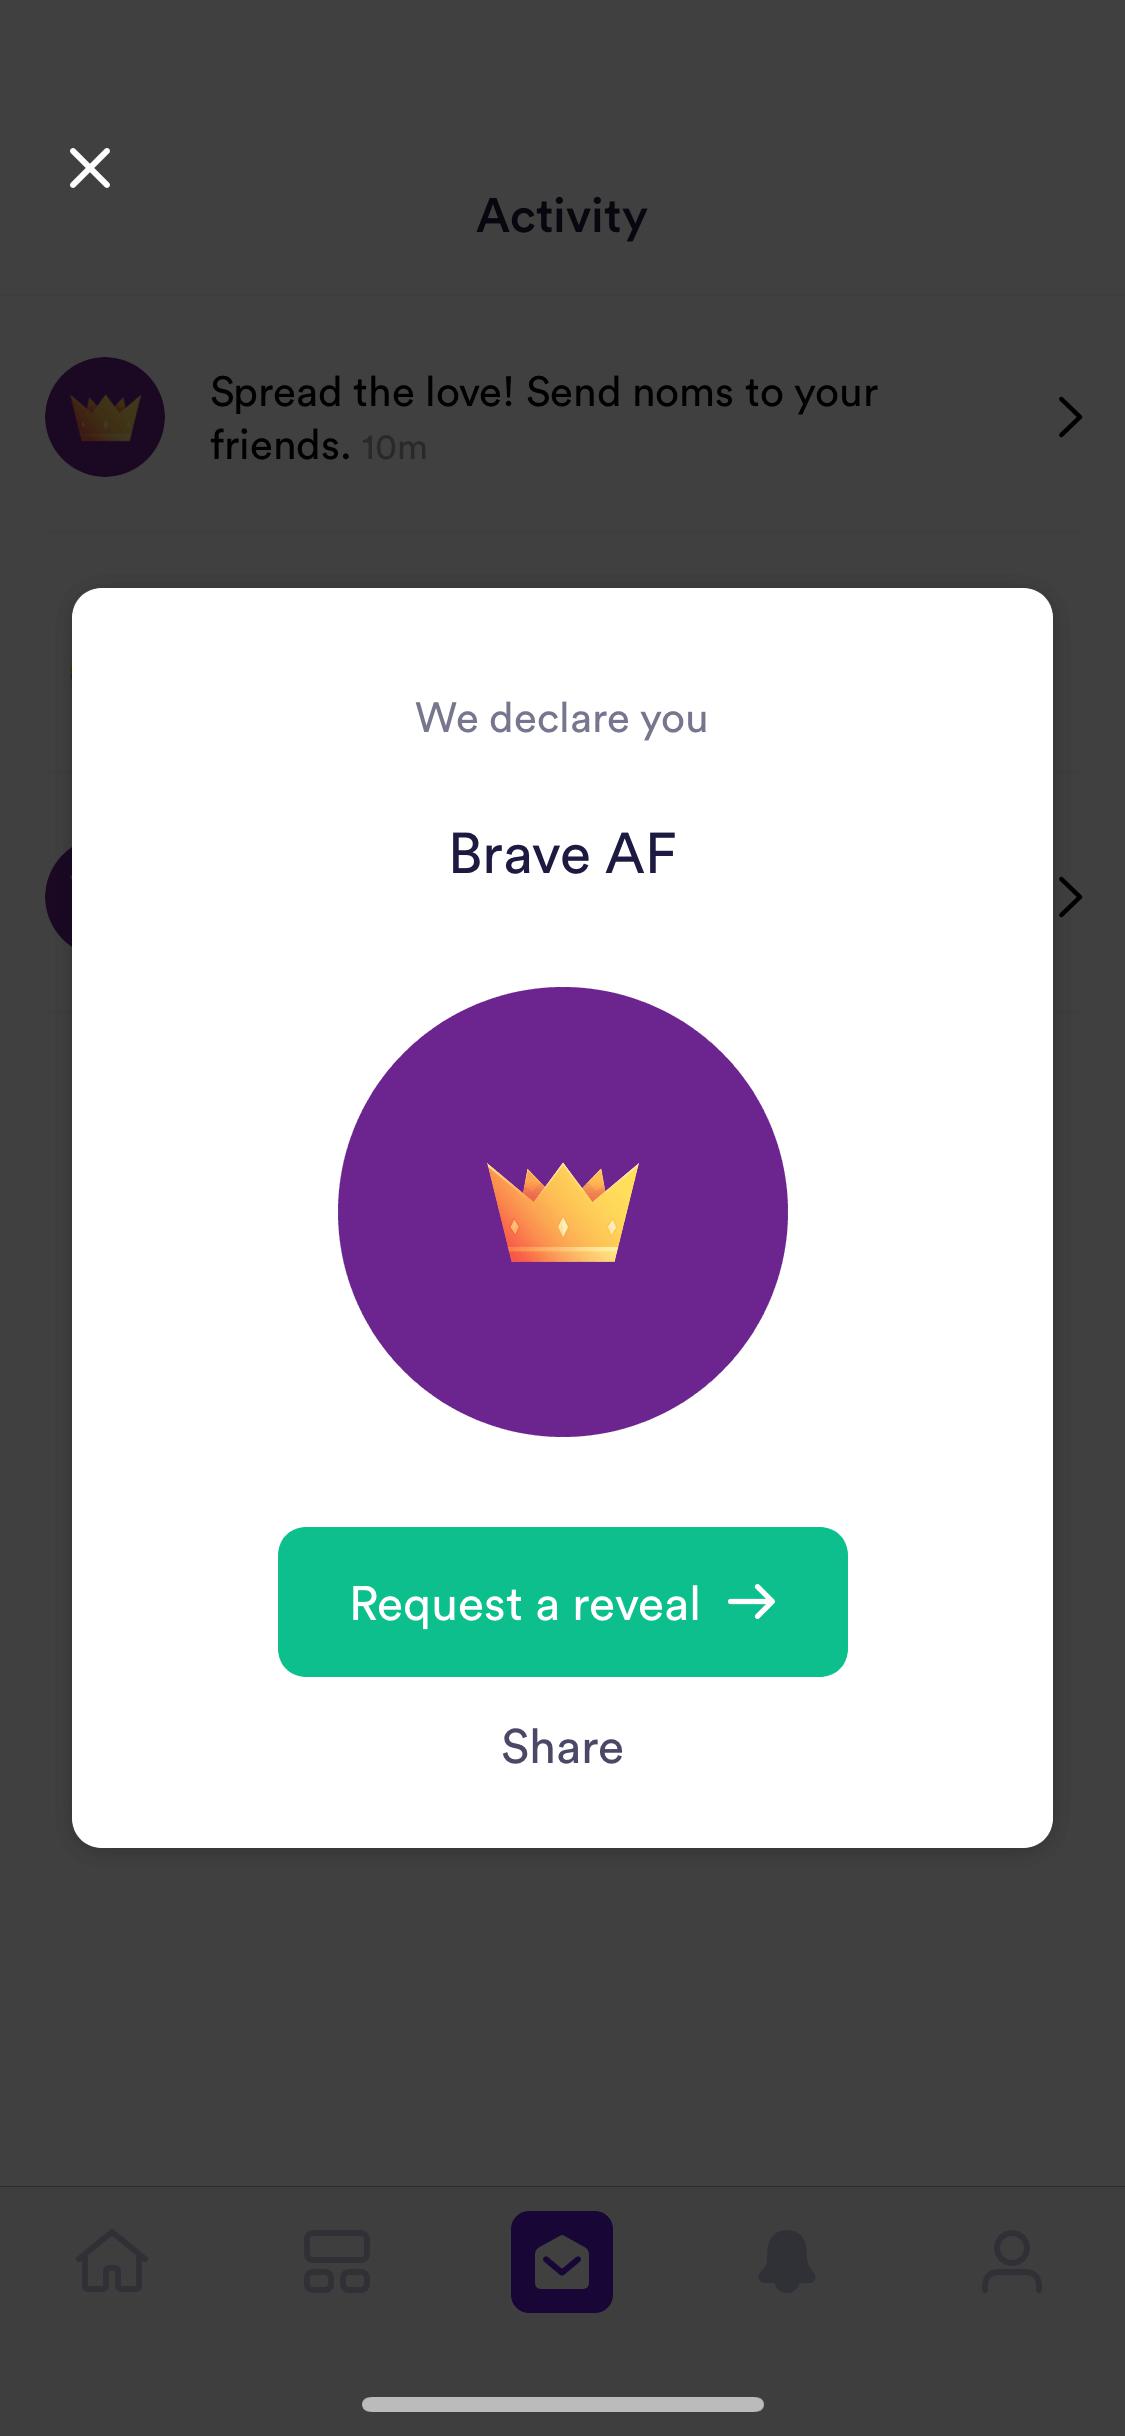 Activity
Spread the love! Send noms to your
friends. 10m
We declare you
Brave AF
Request a reveal
Share